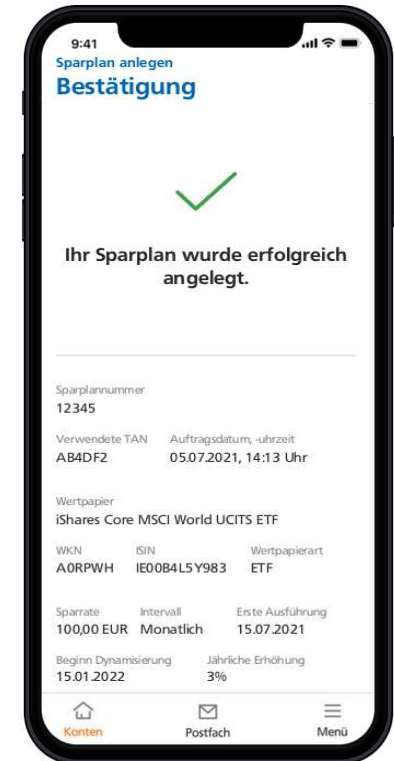 9:41
Sparplan anlegen
Bestätigung
Ihr Sparplan wurde erfolgreich
angelegt.
Sparplannummer
12345
Verwendete TAN Auftragsdatum, -uhrzeit
AB4DF2 05.07.2021, 14:13 Uhr
Wertpapier
iShares Core MSCI World UCITS ETF
WKN ISIN Wertpapierart
A0RPWH IE00B4L5Y983 ETF
Sparrate Intervall Erste Ausführung
100,00 EUR Monatlich 15.07.2021
Beginn Dynamisierung Jährliche Erhöhung
15.01.2022 3%
Konten Postfach Menü